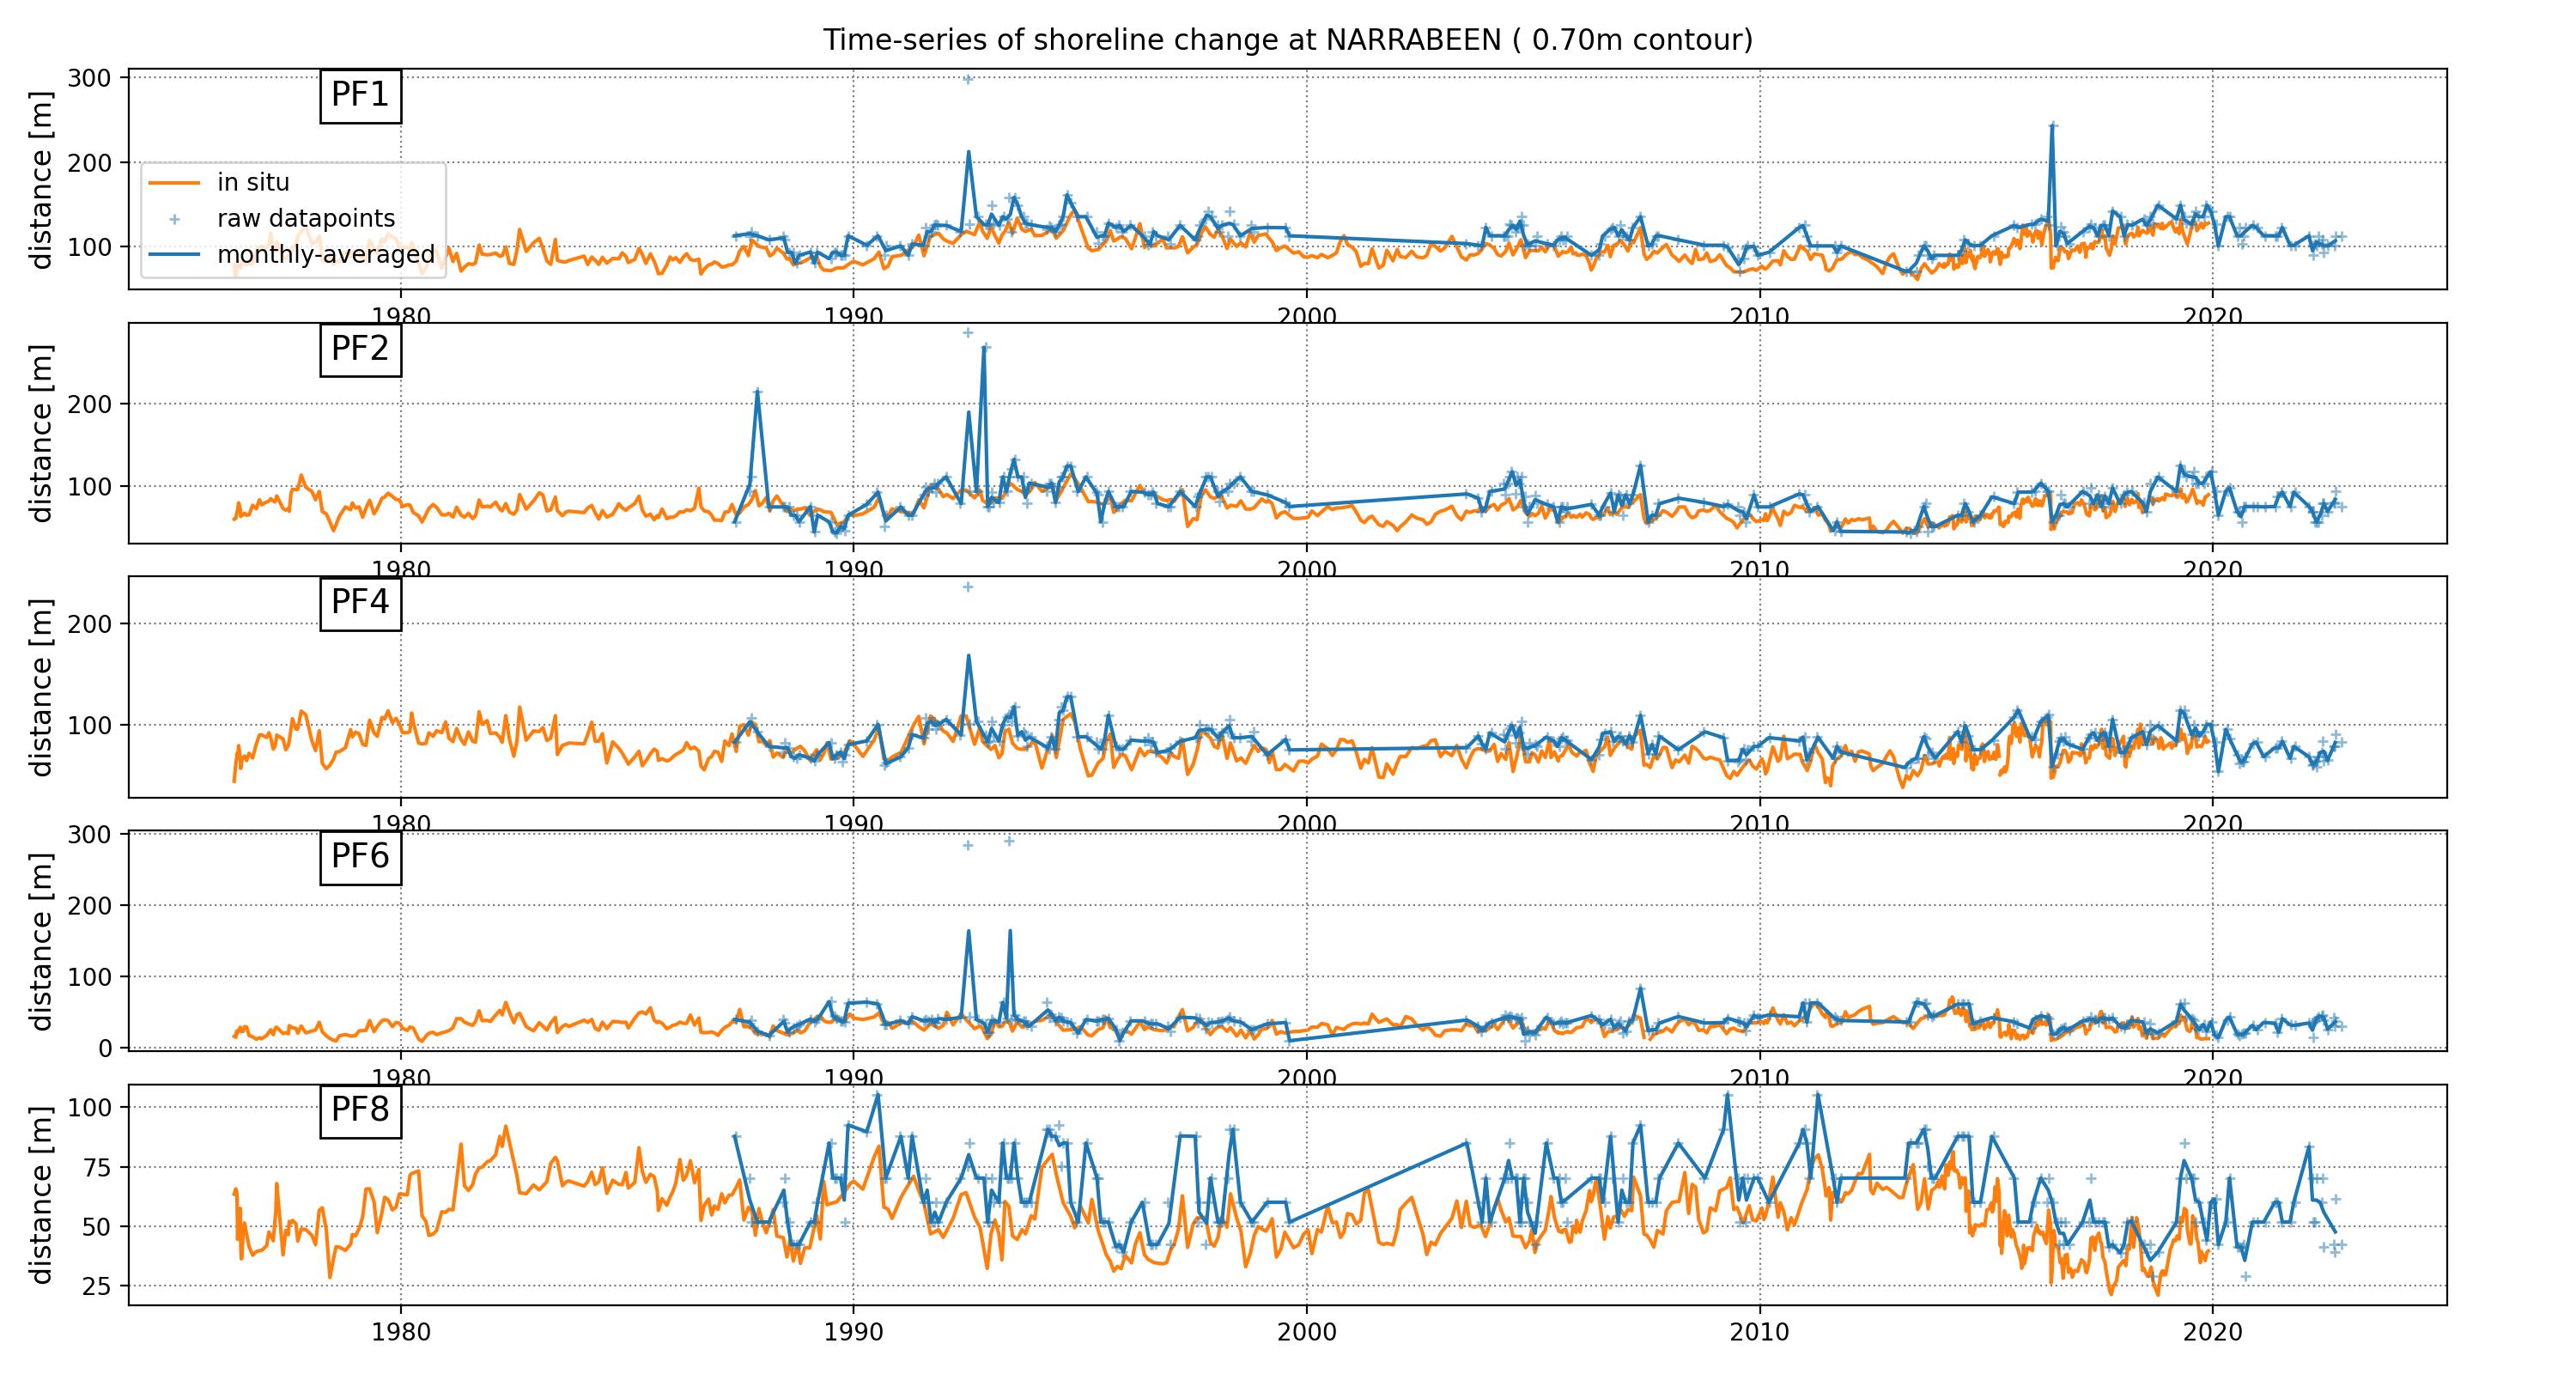 Time-series of shoreline change at NARRABEEN ( 0.70m contour)
distance [m]
300
200
100
PF1
in situ
raw datapoints
monthly-averaged
1980 1990 2000 2010 2020
distance [m]
200
100
PF2
1980 1990 2000 2010 2020
distance [m]
200
100
PF4
1980 1990 2000 2010 2020
distance [m]
300
200
100
0
PF6
1980 1990 2000 2010 2020
distance [m]
100
75
50
25
PF8
1980 1990 2000 2010 2020